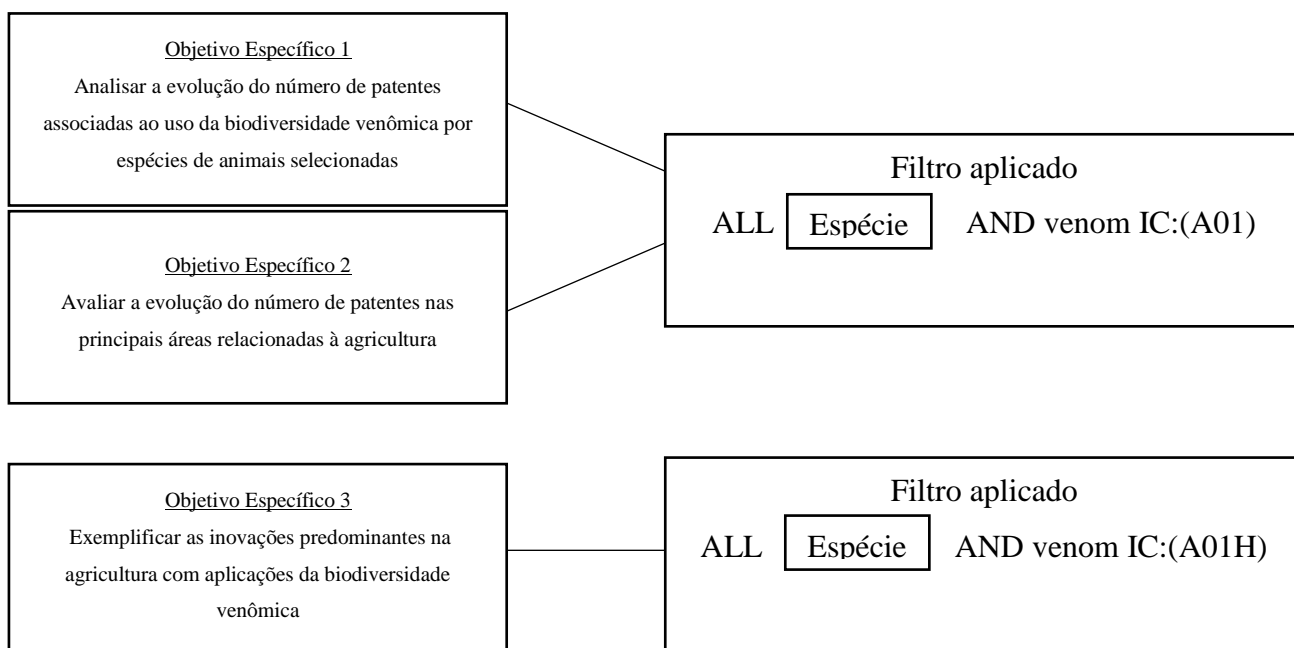 Objetivo Específico 1
Analisar a evolução do número de patentes
associadas ao uso da biodiversidade venômica por
espécies de animais selecionadas
Objetivo Específico 2
Avaliar a evolução do número de patentes nas
principais áreas relacionadas à agricultura
Filtro aplicado
ALL Espécie AND venom IC:(A01)
Objetivo Específico 3
Exemplificar as inovações predominantes na
agricultura com aplicações da biodiversidade
venômica
Filtro aplicado
ALL Espécie AND venom IC:(A01H)